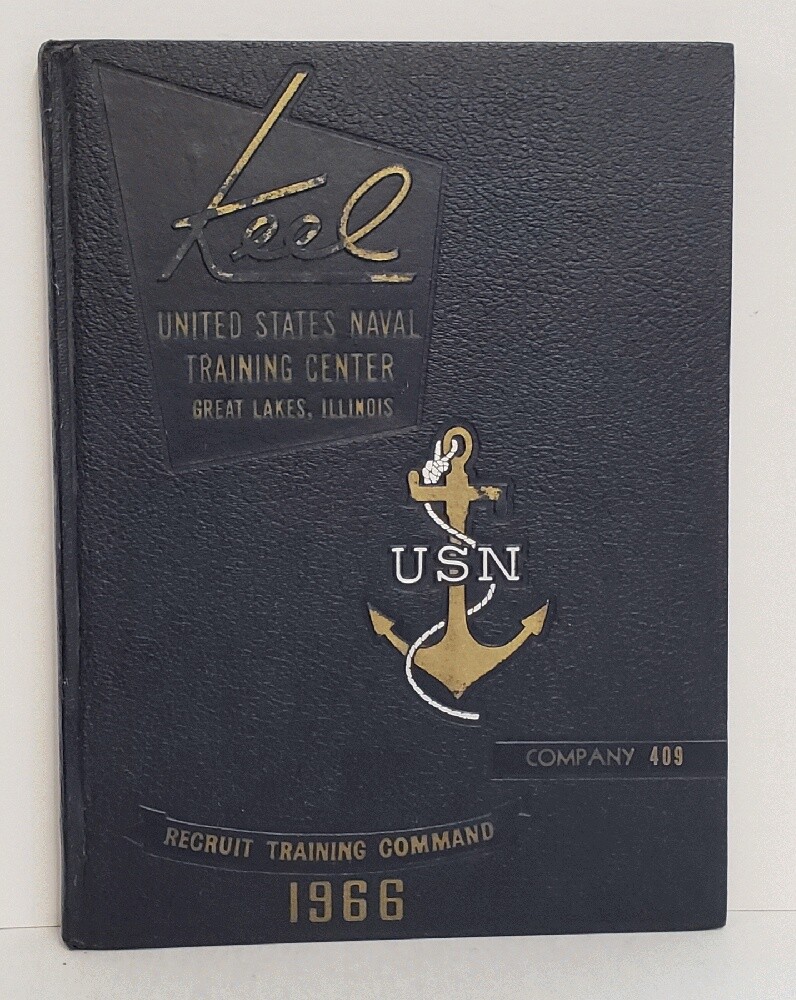 Keel
UNITED STATES NAVAL
TRAINING CENTER
GREAT LAKES, ILLINOIS
USN
COMPANY 409
RECRUIT TRAINING COMMAND
1966